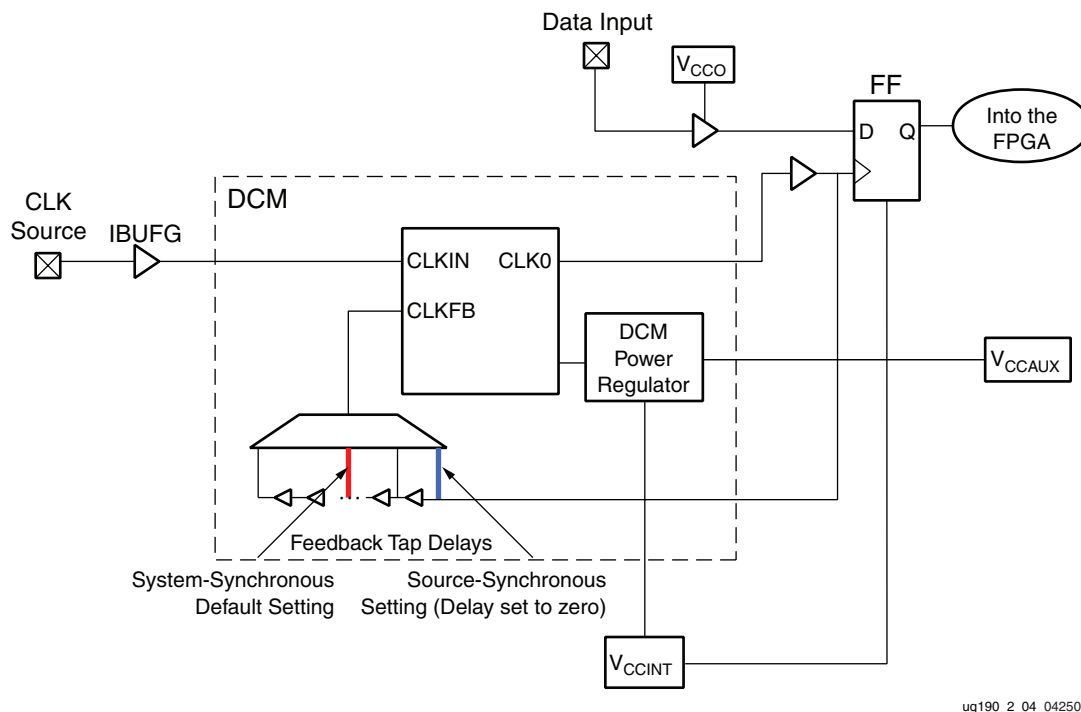 Data Input
VCCO
FF
D Q
Into the
FPGA
DCM
CLK
Source
IBUFG
CLKIN CLK0
CLKFB
DCM
Power
Regulator
VCCAUX
...
Feedback Tap Delays
System-Synchronous
Default Setting
Source-Synchronous
Setting (Delay set to zero)
VCCINT
ug190_2_04_04250